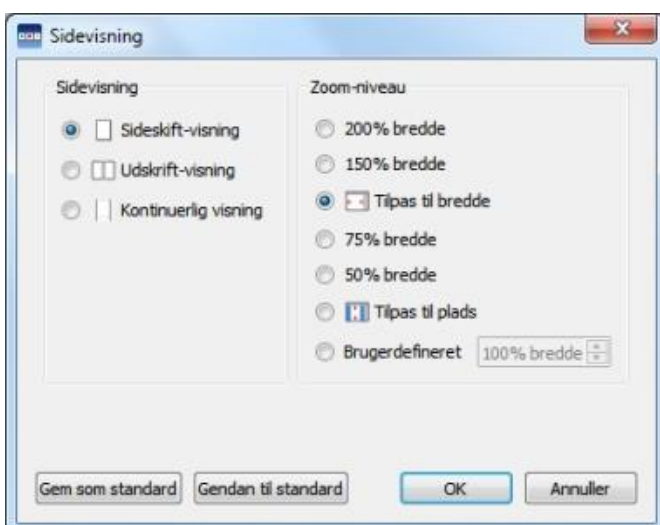 Sidevisning
Sidevisning
Sideskift-visning
Udskrift-visning
Kontinuerlig visning
Zoom-niveau
200% bredde
150% bredde
Tilpas til bredde
75% bredde
50% bredde
Tilpas til plads
Brugerdefineret 100% bredde
Gem som standard Gendan til standard OK Annuller